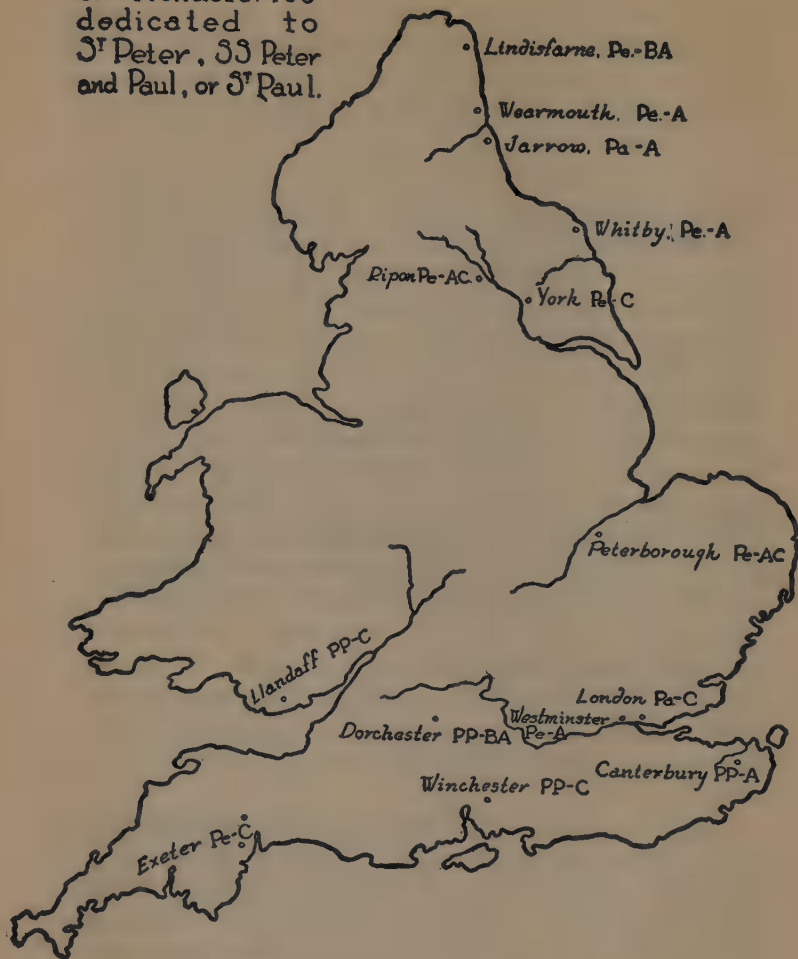 dedicated to
Sᵀ Peter, SS Peter
and Paul, or Sᵀ Paul.
Lindisfarne, Pe.-BA
Wearmouth, Pe.-A
Jarrow, Pa-A
Whitby, Pe.-A
Ripon Pe-AC
York Pe-C
Peterborough Pe-AC
Llandaff PP-C
London Pa-C
Westminster
Pe-A
Dorchester PP-BA
Canterbury PP-A
Winchester PP-C
Exeter Pe-C